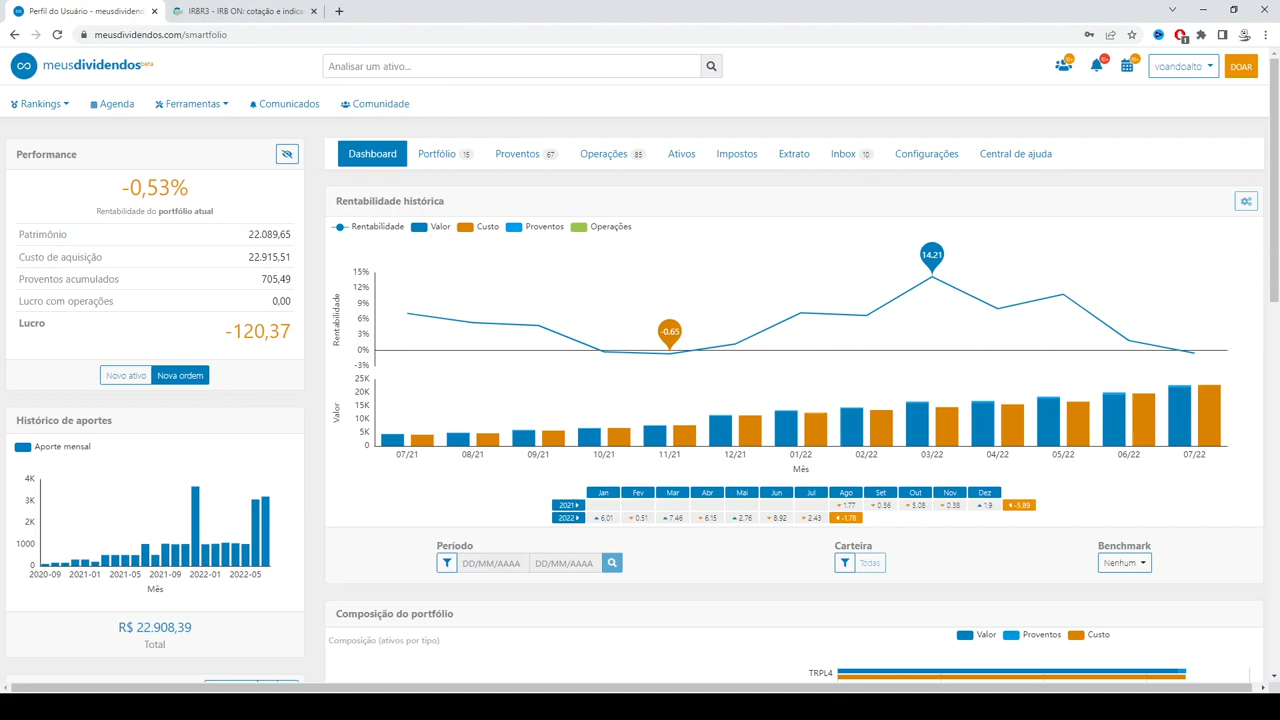 Perfil do Usuário - meusdividend
IRBR3 - IRB ON: cotação e indica
meusdividendos.com/smartfolio
meusdividendos beta
Analisar um ativo...
10+
10+
10+
voandoalto
DOAR
Rankings
Agenda
Ferramentas
Comunicados
Comunidade
Performance
-0,53%
Rentabilidade do portfólio atual
Patrimônio 22.089,65
Custo de aquisição 22.915,51
Proventos acumulados 705,49
Lucro com operações 0,00
Lucro -120,37
Novo ativo Nova ordem
Histórico de aportes
Aporte mensal
4K
3K
2K
1000
0
2020-09 2021-01 2021-05 2021-09 2022-01 2022-05
Mês
R$ 22.908,39
Total
Dashboard Portfólio 15 Proventos 67 Operações 85 Ativos Impostos Extrato Inbox 10 Configurações Central de ajuda
Rentabilidade histórica
Rentabilidade Valor Custo Proventos Operações
14.21
-0.65
Rentabilidade
15%
12%
9%
6%
3%
0%
-3%
Valor
25K
20K
15K
10K
5K
0
07/21 08/21 09/21 10/21 11/21 12/21 01/22 02/22 03/22 04/22 05/22 06/22 07/22
Mês
Jan Fev Mar Abr Mai Jun Jul Ago Set Out Nov Dez
2021 1.77 0.56 5.08 0.38 1.9 -5.89
2022 6.01 0.51 7.46 6.15 2.76 8.92 2.43 -1.78
Período
DD/MM/AAAA DD/MM/AAAA
Carteira
Todas
Benchmark
Nenhum
Composição do portfólio
Composição (ativos por tipo)
Valor Proventos Custo
TRPL4